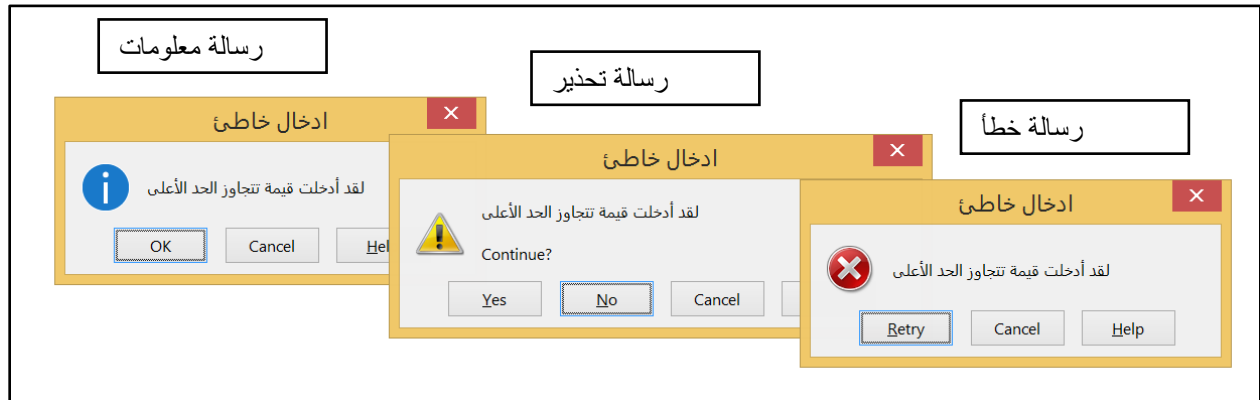 رسالة معلومات
ادخال خاطئ
لقد أدخلت قيمة تتجاوز الحد الأعلى
OK Cancel Hel
رسالة تحذير
ادخال خاطئ
لقد أدخلت قيمة تتجاوز الحد الأعلى
Continue?
Yes No Cancel
رسالة خطأ
ادخال خاطئ
لقد أدخلت قيمة تتجاوز الحد الأعلى
Retry Cancel Help